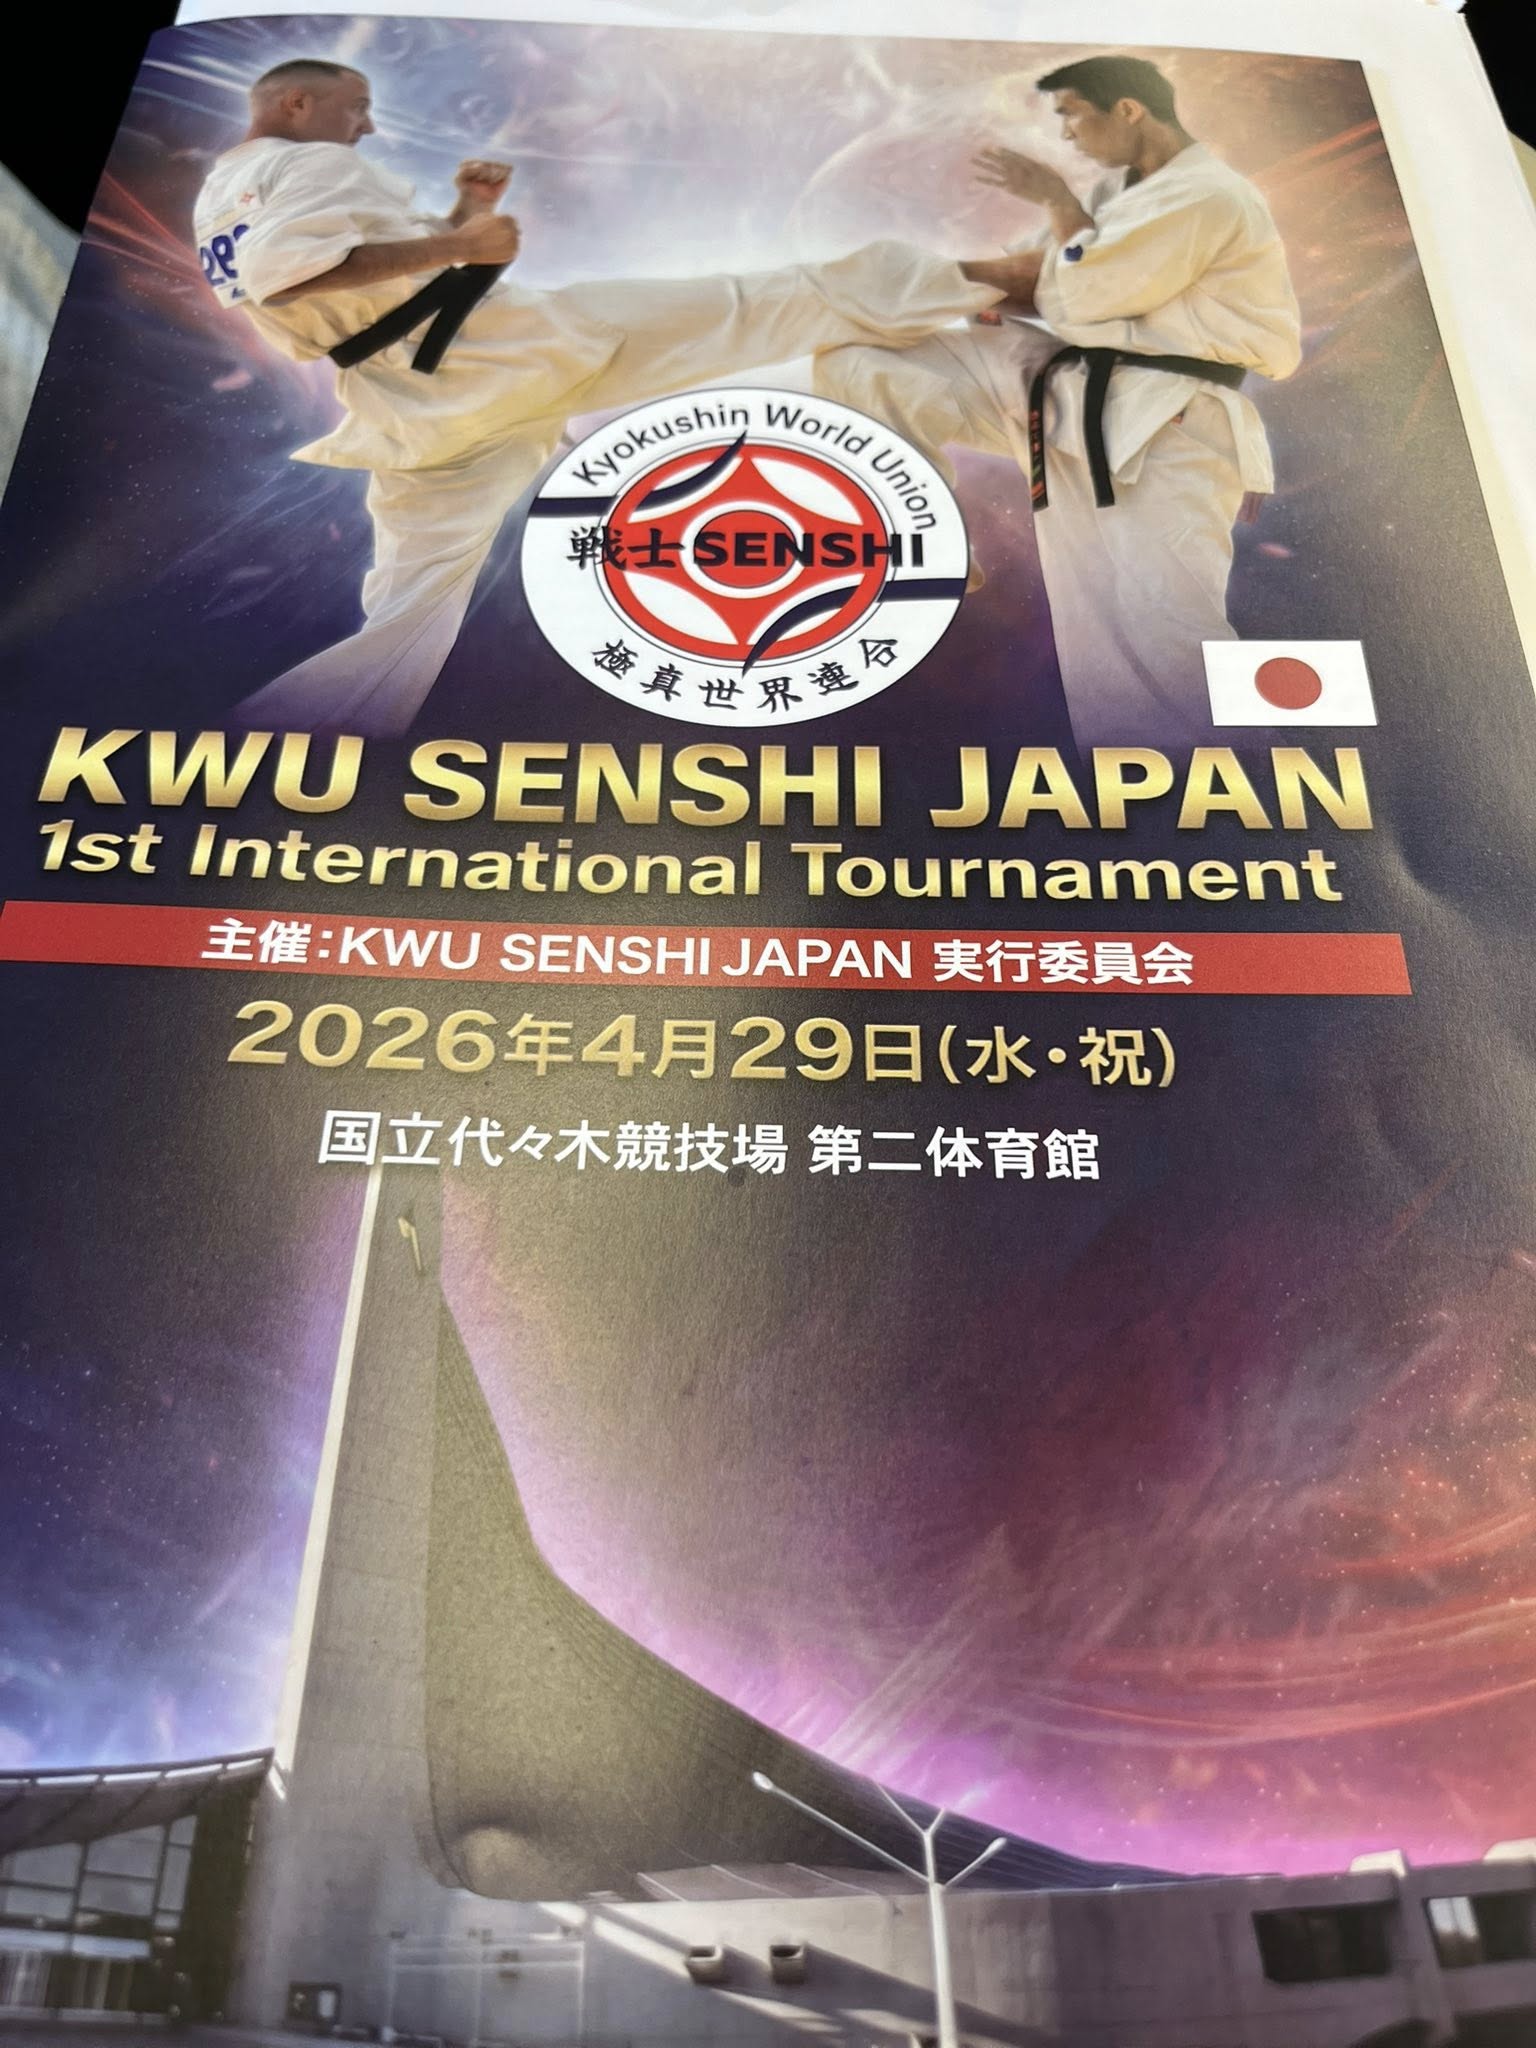 Kyokushin World Union
戦士SENSHI
極真世界連合
KWU SENSHI JAPAN
1st International Tournament
主催:KWU SENSHI JAPAN 実行委員会
2026年4月29日(水・祝)
国立代々木競技場 第二体育館